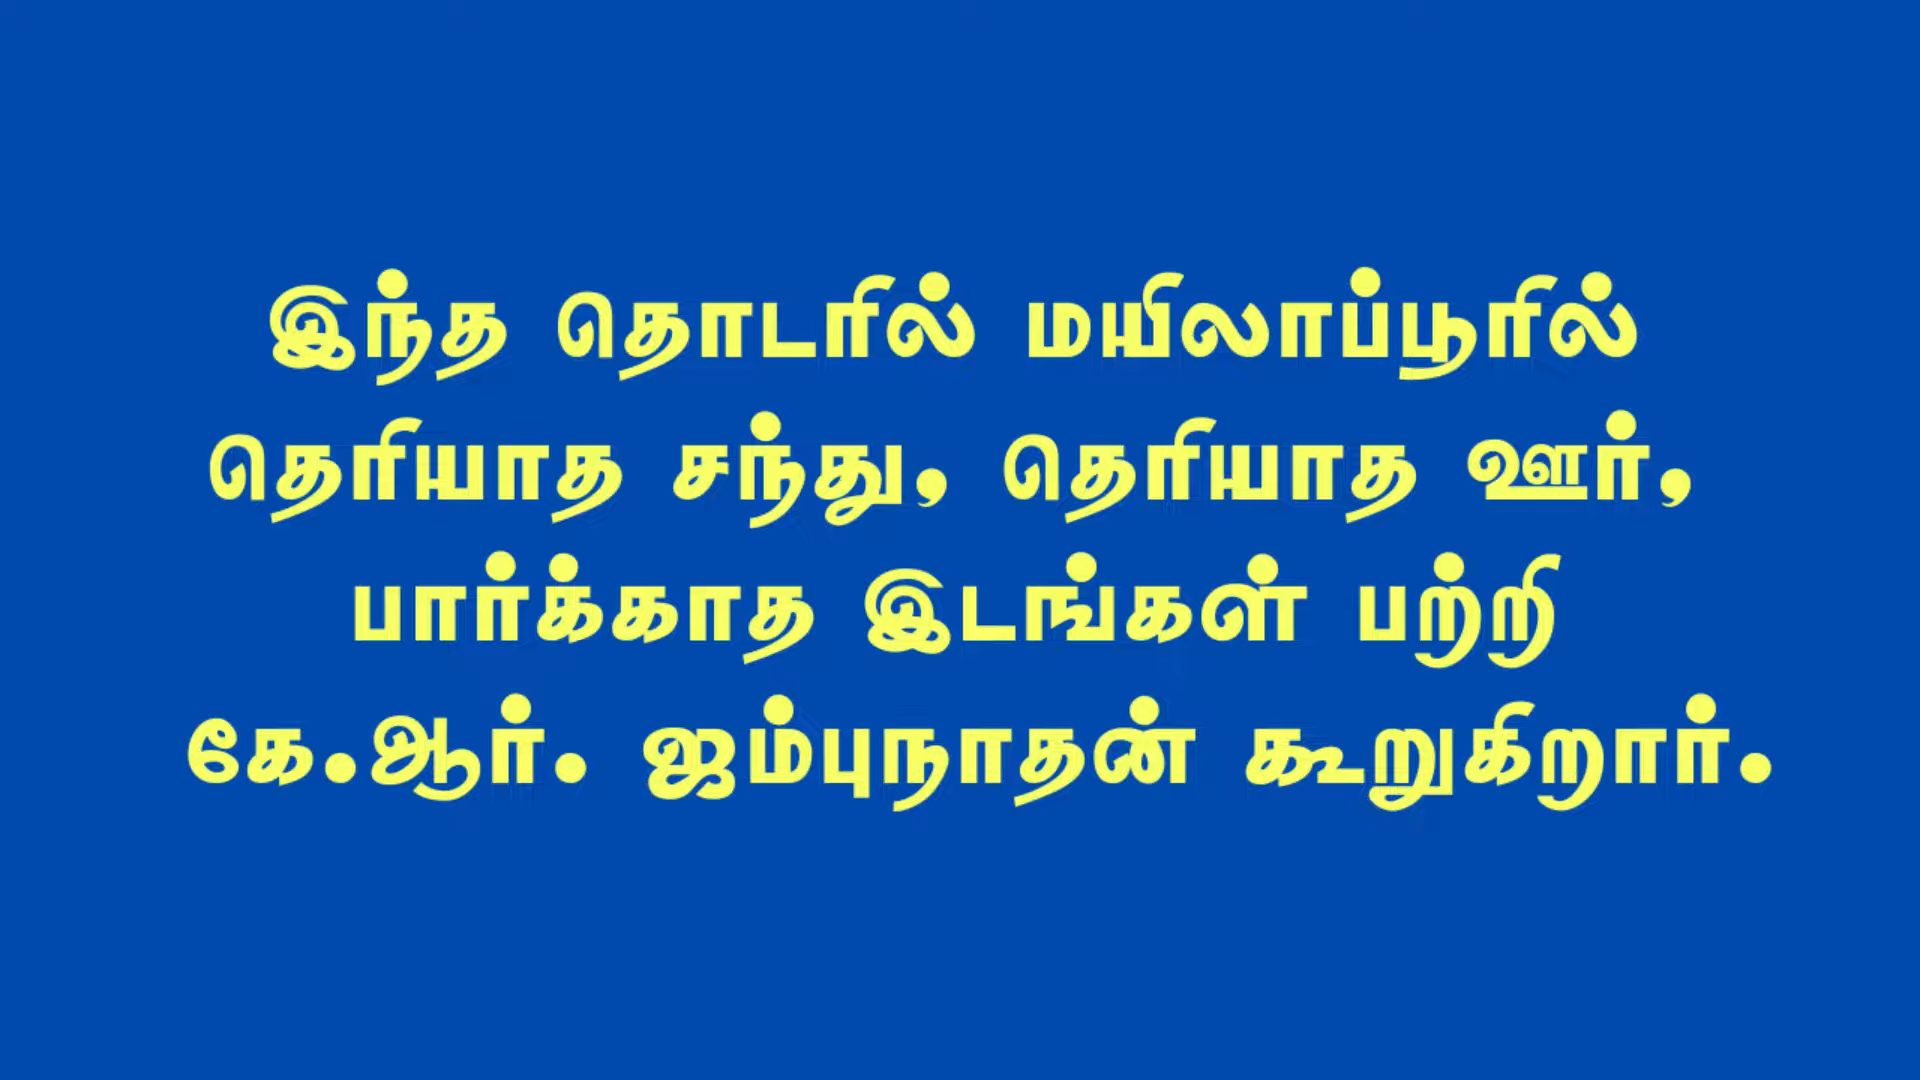 இந்த தொடரில் மயிலாப்பூரில்
தெரியாத சந்து, தெரியாத ஊர்,
பார்க்காத இடங்கள் பற்றி
கே.ஆர். ஜம்புநாதன் கூறுகிறார்.